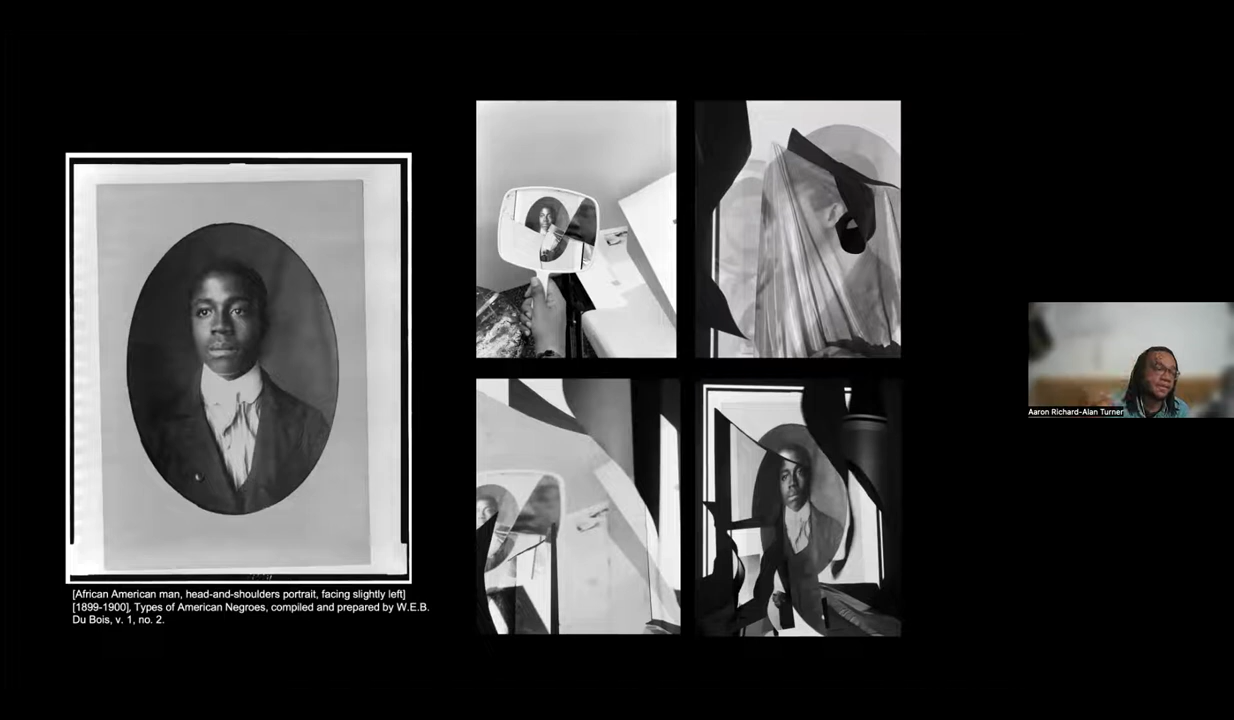 [African American man, head-and-shoulders portrait, facing slightly left]
[1899-1900], Types of American Negroes, compiled and prepared by W.E.B.
Du Bois, v. 1, no. 2.
Aaron Richard-Alan Turner